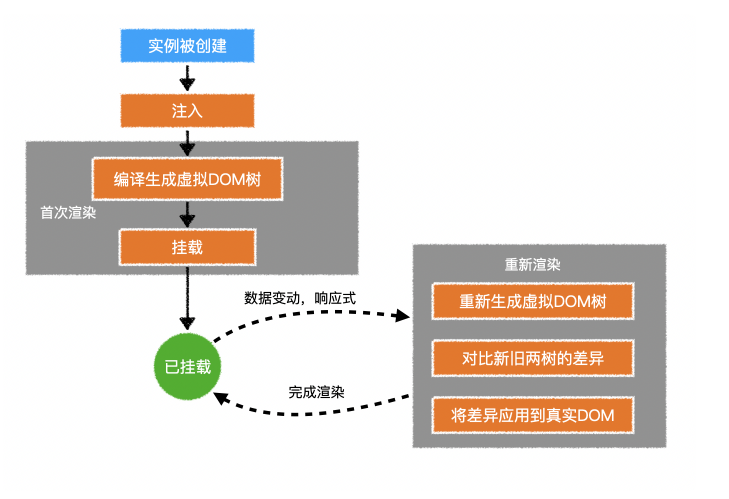 实例被创建
注入
编译生成虚拟DOM树
首次渲染
挂载
数据变动，响应式
已挂载
完成渲染
重新渲染
重新生成虚拟DOM树
对比新旧两树的差异
将差异应用到真实DOM